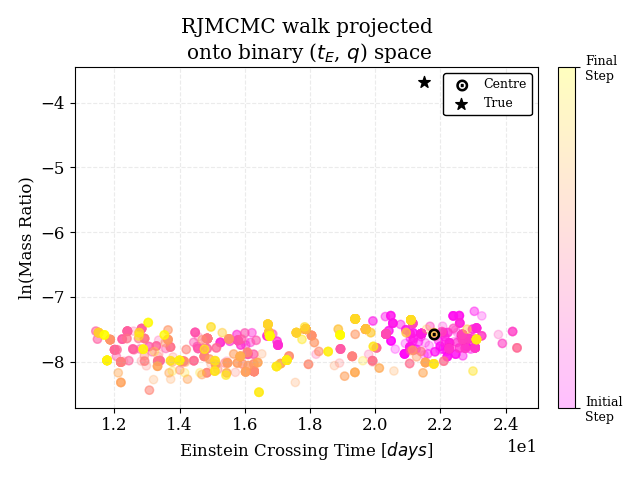 RJMCMC walk projected
onto binary (t_E, q) space
Final
Step
Centre
True
−4
−5
−6
−7
−8
ln(Mass Ratio)
Initial
Step
1.2 1.4 1.6 1.8 2.0 2.2 2.4
1e1
Einstein Crossing Time [days]